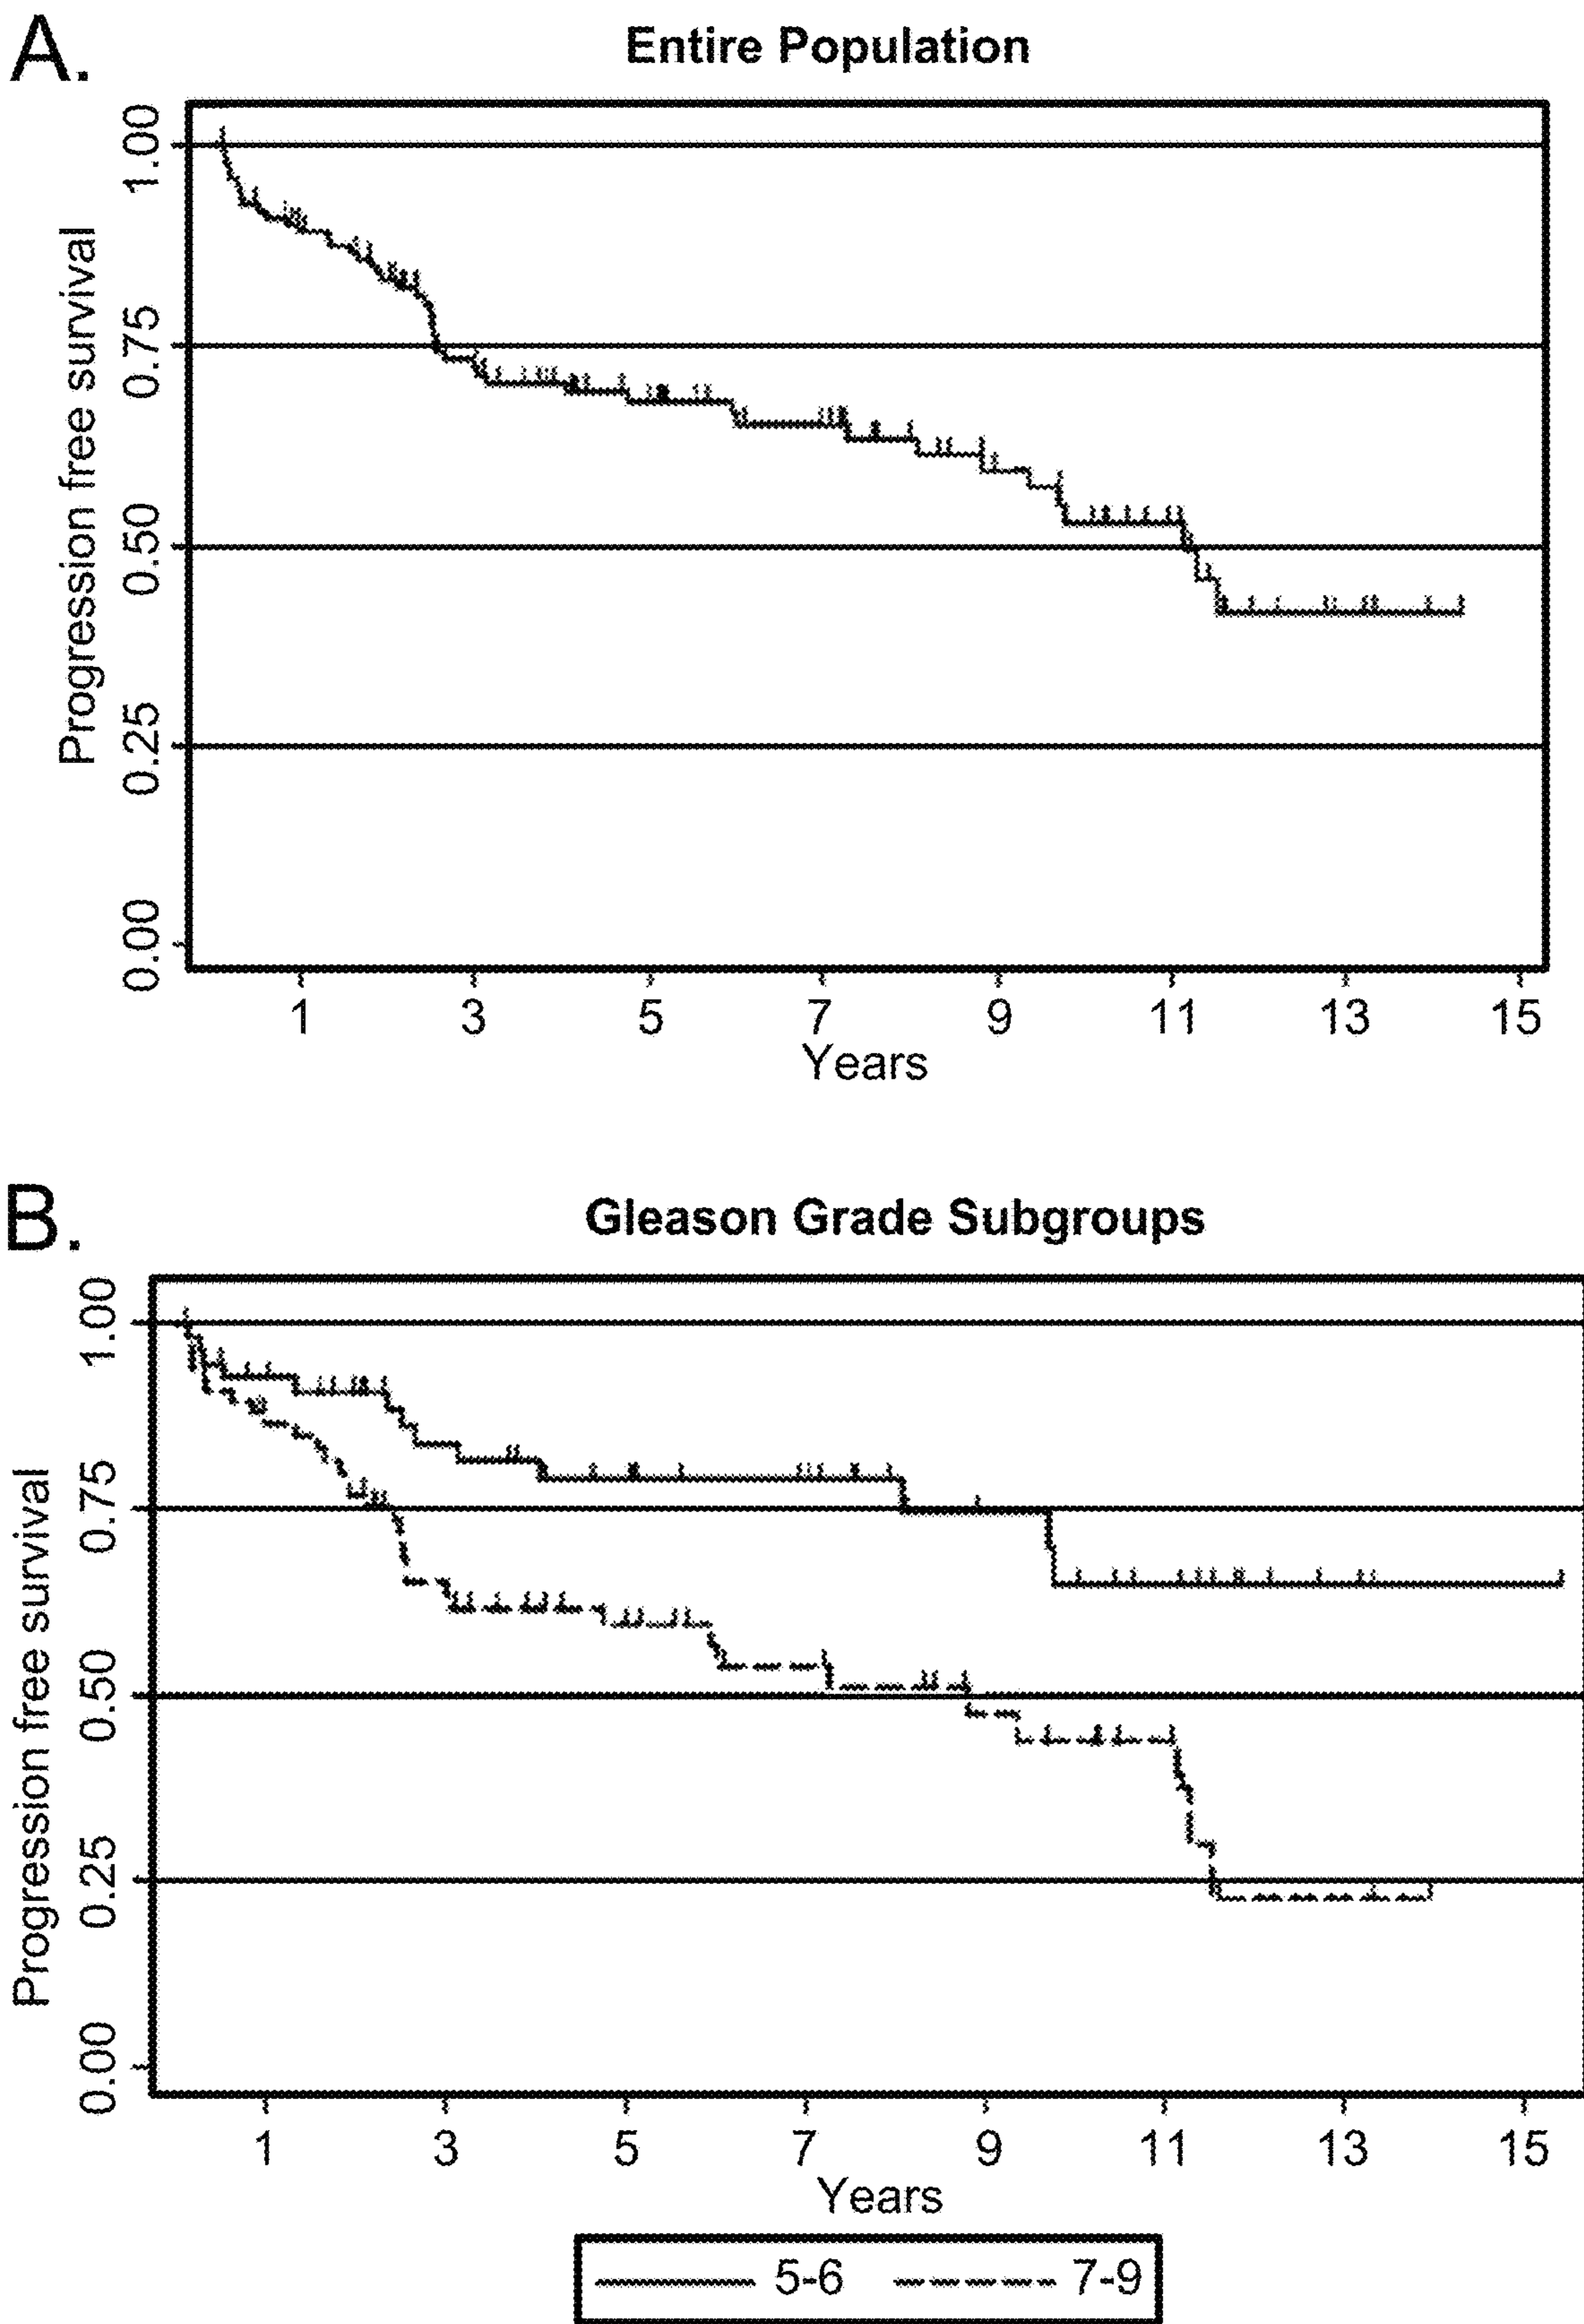 A.
Entire Population
Progression free survival
1.00
0.75
0.50
0.25
0.00
1 3 5 7 9 11 13 15
Years
B.
Gleason Grade Subgroups
Progression free survival
1.00
0.75
0.50
0.25
0.00
1 3 5 7 9 11 13 15
Years
5-6 7-9